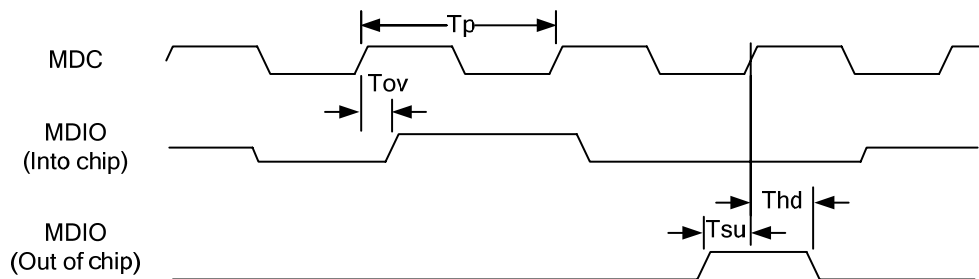 Tp
MDC
Tov
MDIO
(Into chip)
Thd
MDIO
Tsu
(Out of chip)